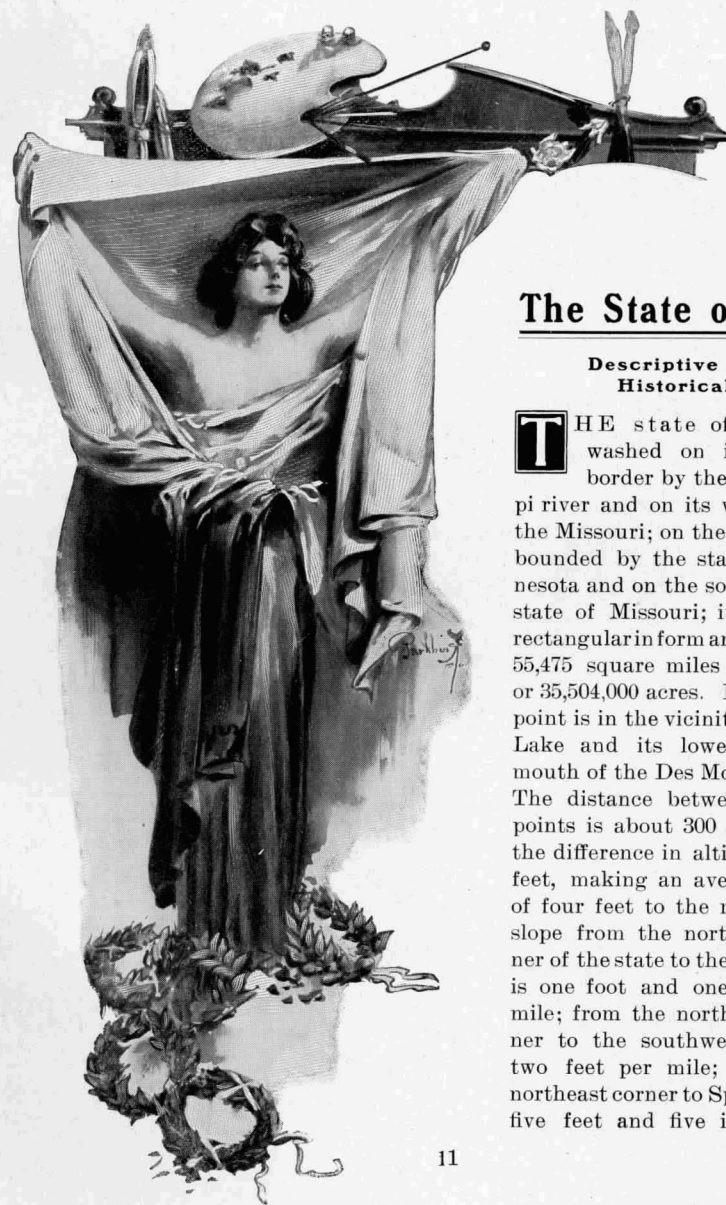 The State o
Descriptive
Historical
THE state of
washed on i
border by the
pi river and on its w
the Missouri; on the
bounded by the sta
nesota and on the so
state of Missouri; i
rectangular in form ar
55,475 square miles
or 35,504,000 acres. I
point is in the vicinit
Lake and its lowe
mouth of the Des Mo
The distance betwe
points is about 300
the difference in alti
feet, making an ave
of four feet to the r
slope from the nort
ner of the state to the
is one foot and one
mile; from the north
ner to the southwe
two feet per mile;
northeast corner to Sp
five feet and five i
Parkhurst
11